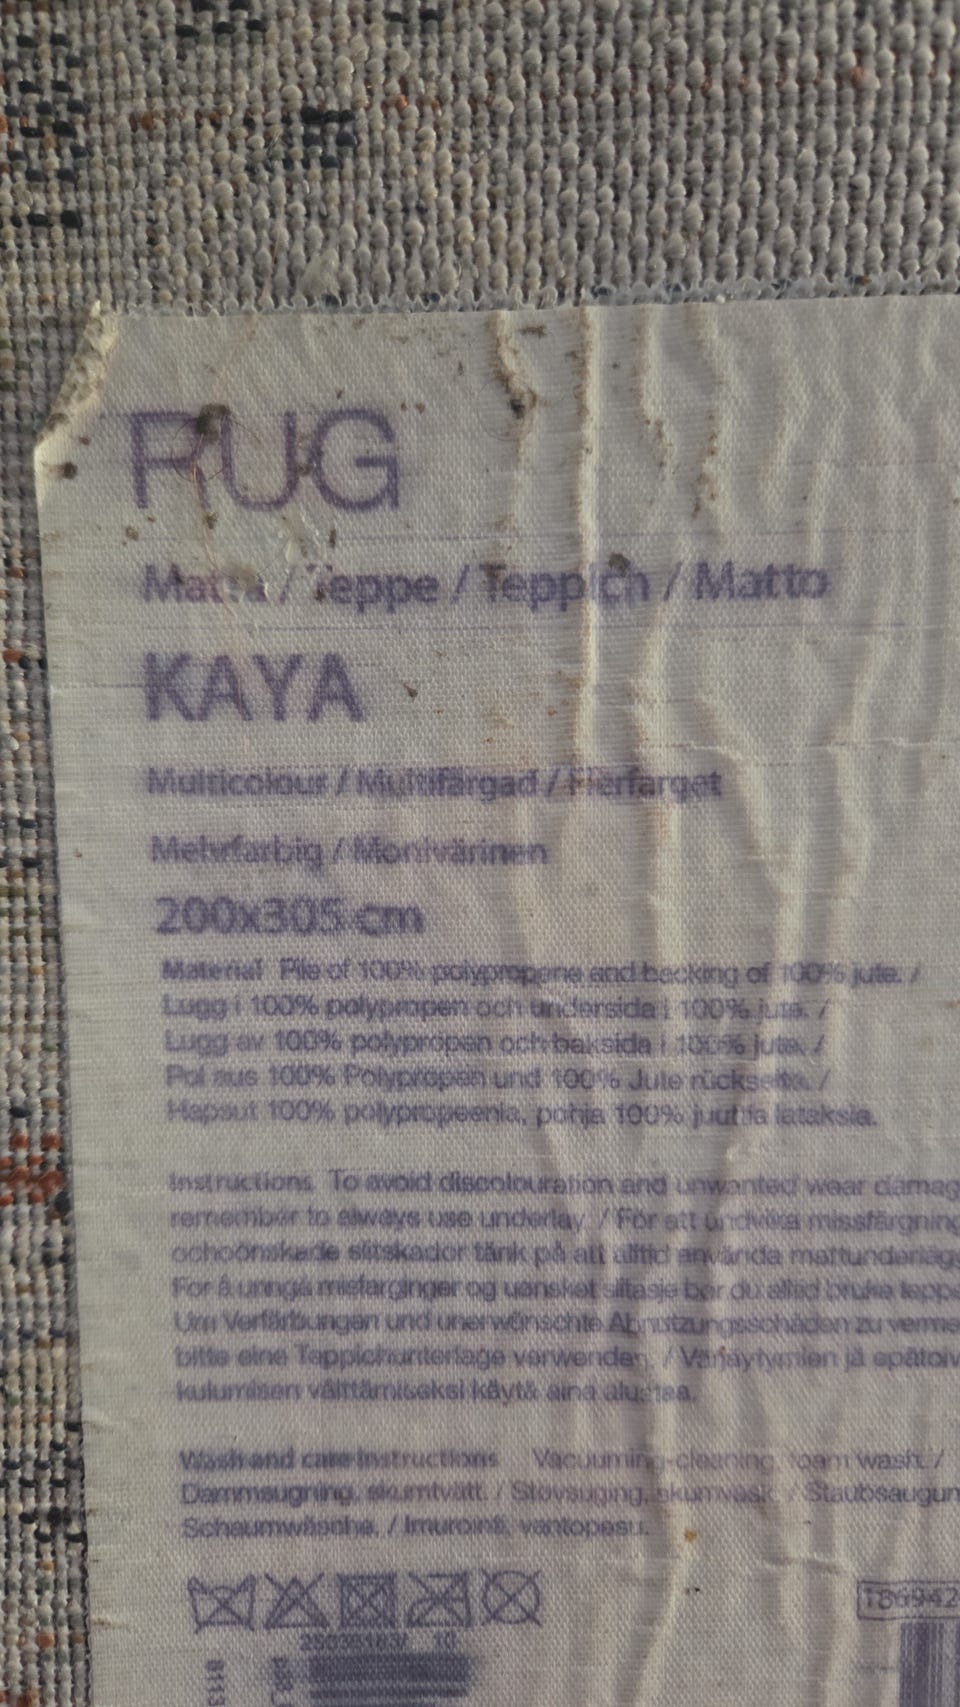 RUG
Matta / Teppe / Teppich / Matto
KAYA
Multicolour / Multifärgad / Flerfarget
Mehrfarbig / Monivärinen
200x305 cm
Material Pile of 100% polypropene and backing of 100% jute. /
Lugg i 100% polypropen och undersida i 100% jute. /
Lugg av 100% polypropen och baksida i 100% jute. /
Pol aus 100% Polypropen und 100% Jute rückseite. /
Hapsut 100% polypropeenia, pohja 100% juuttia lataksia.
Instructions To avoid discolouration and unwanted wear damag
remember to always use underlay. / För att undvika missfärgning
ochoönskade slitskador tänk på att alltid använda mattunderlägg
For å unngå misfarginger og uønsket slitasje bør du alltid bruke teppe
Um Verfärbungen und unerwünschte Abnutzungsschäden zu verme
bitte eine Teppichunterlage verwenden. / Värjäytymien jä epätoiv
kulumisen välttämiseksi käytä aina alustaa.
Wash and care instructions Vacuuming-cleaning, foam wash. /
Dammsugning, skumtvätt. / Støvsuging, skumvask. / Staubsaugun
Schaumwäsche. / Imurointi, vaahtopesu.
186942
10
8113